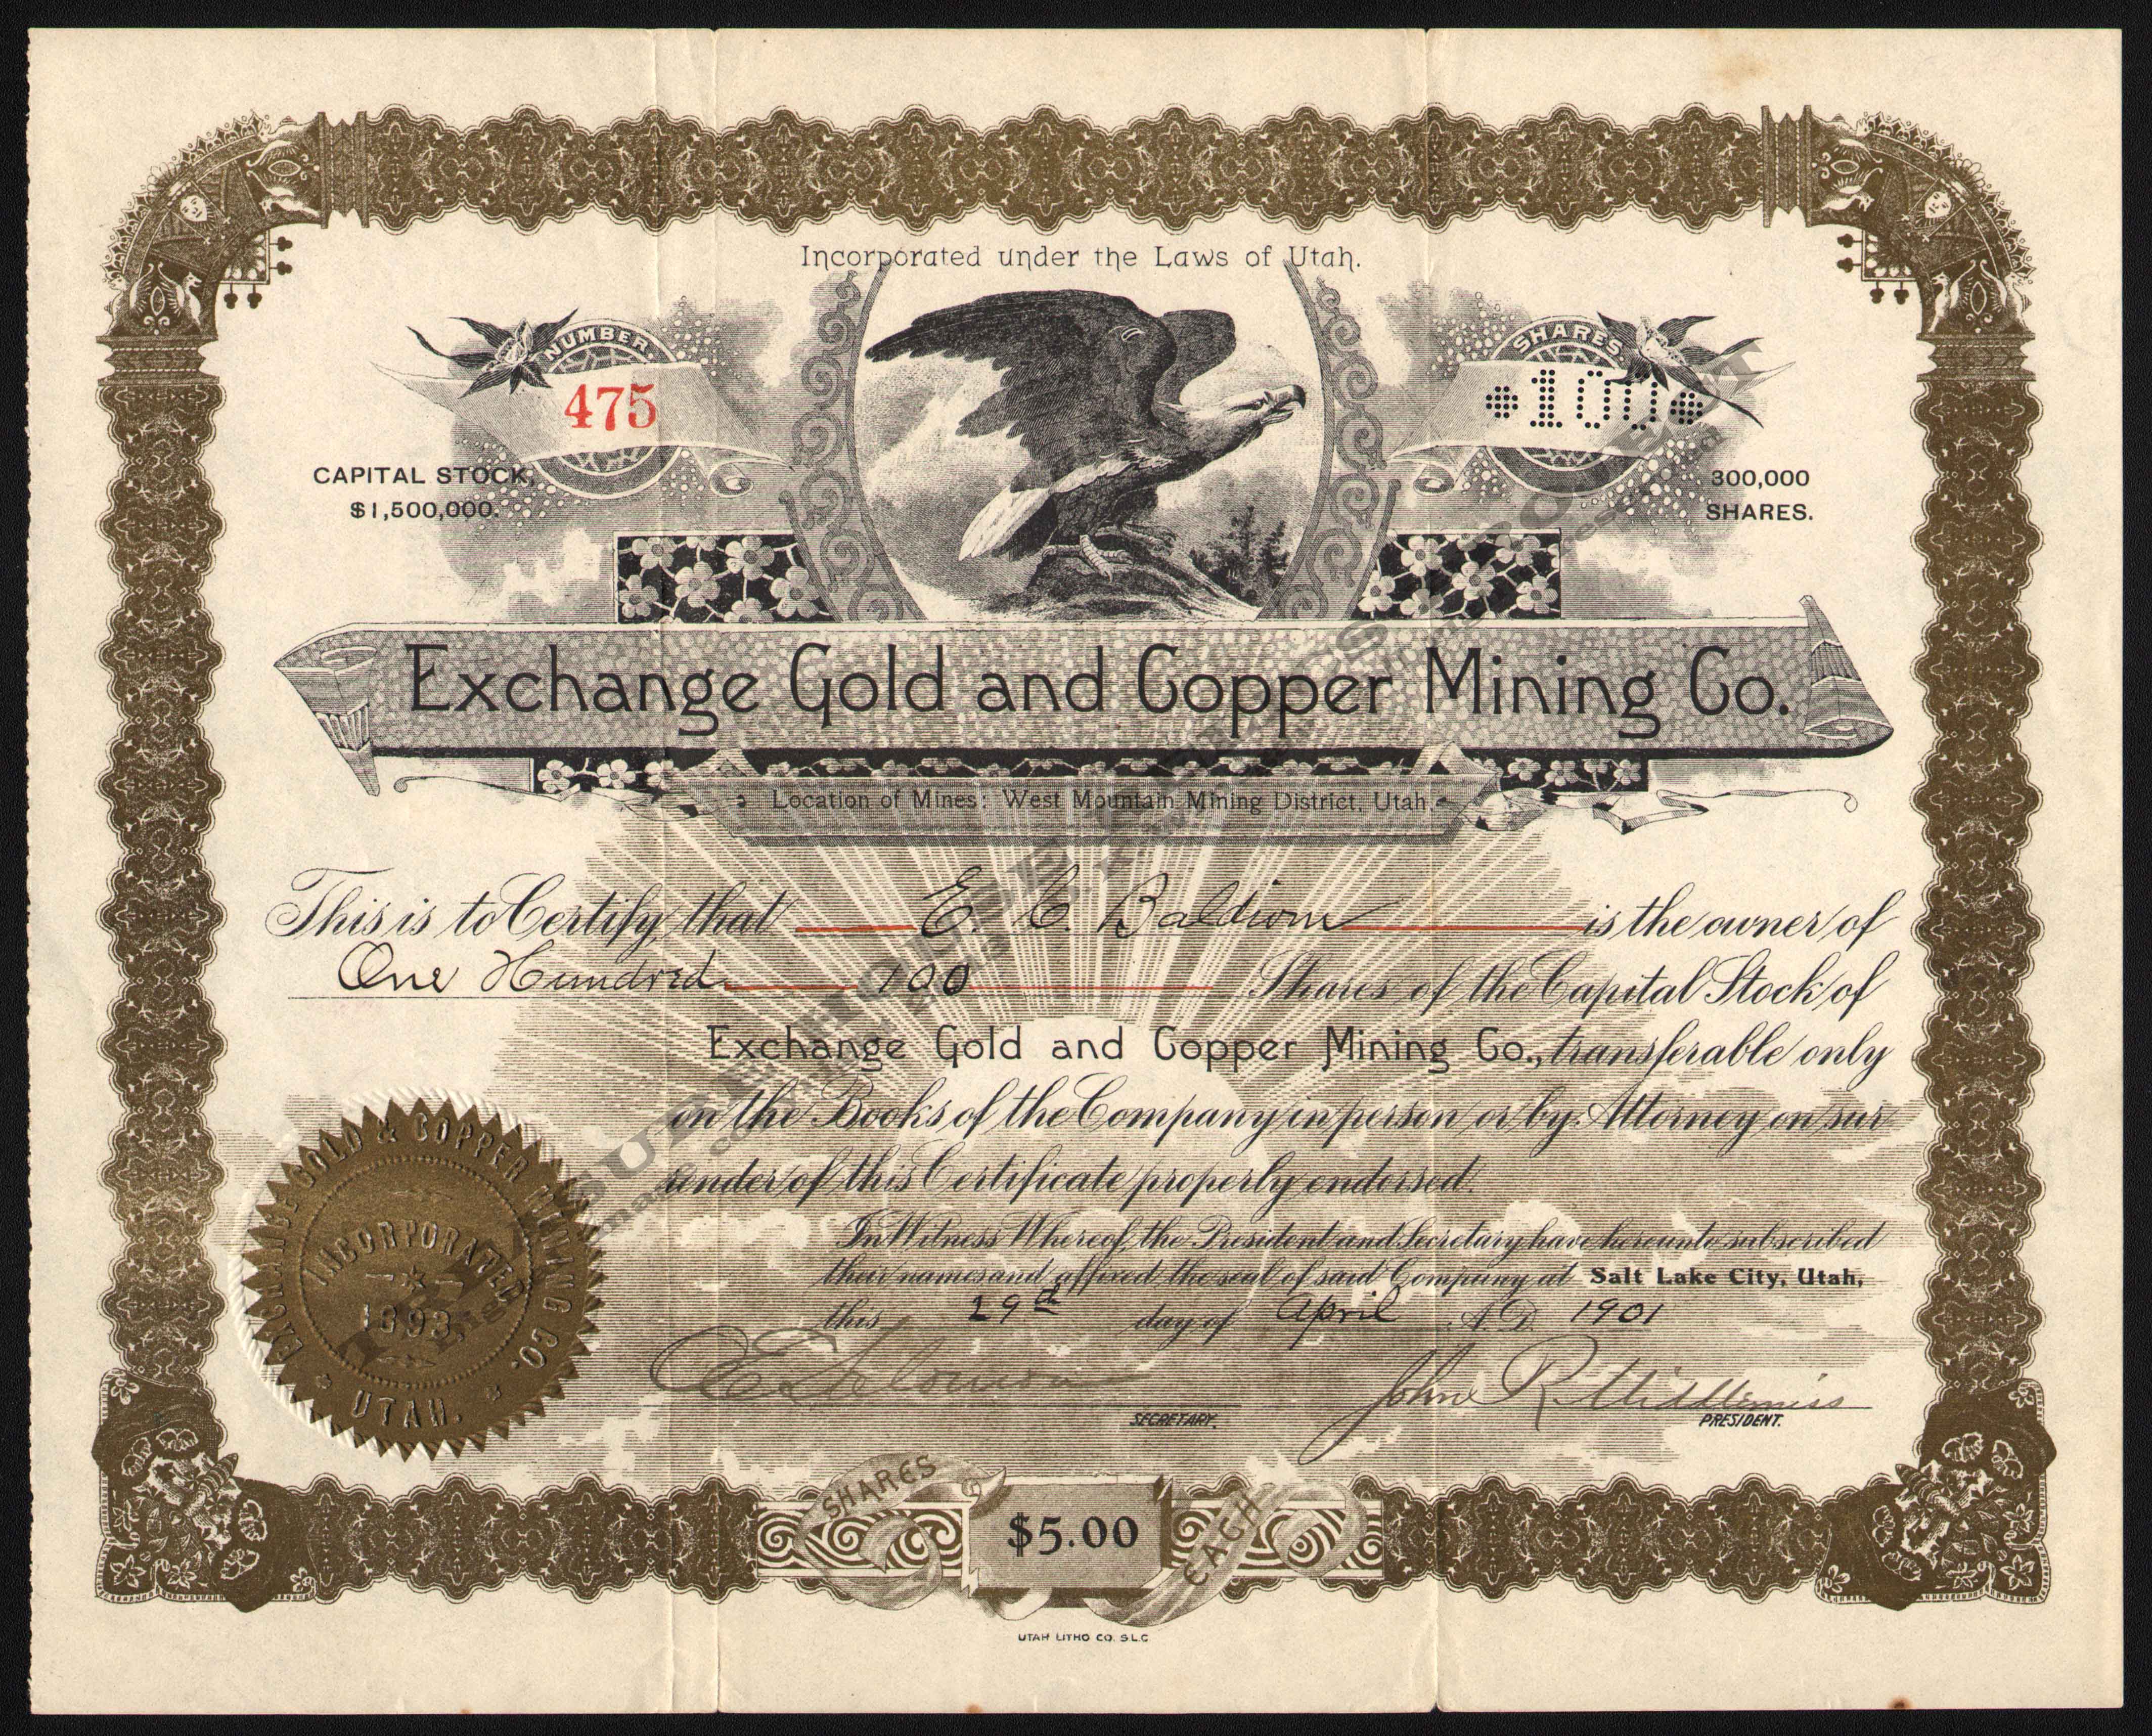 Incorporated under the Laws of Utah.
NUMBER
475
SHARES
100
CAPITAL STOCK,
$1,500,000.
300,000
SHARES.
Exchange Gold and Copper Mining Co.
Location of Mines: West Mountain Mining District, Utah.
This is to Certify that E. C. Baldwin is the owner of
One Hundred 100 Shares of the Capital Stock of
Exchange Gold and Copper Mining Co., transferable only
on the Books of the Company in person or by Attorney on sur
render of this Certificate properly endorsed.
In Witness Whereof, the President and Secretary have hereunto subscribed
their names and affixed the seal of said Company at Salt Lake City, Utah,
this 29d day of April A.D. 1901
John R. Middlemiss
SECRETARY.
PRESIDENT.
EXCHANGE GOLD & COPPER MINING CO.
INCORPORATED
1893.
UTAH.
SHARES
$5.00
EACH
UTAH LITHO CO. S.L.C